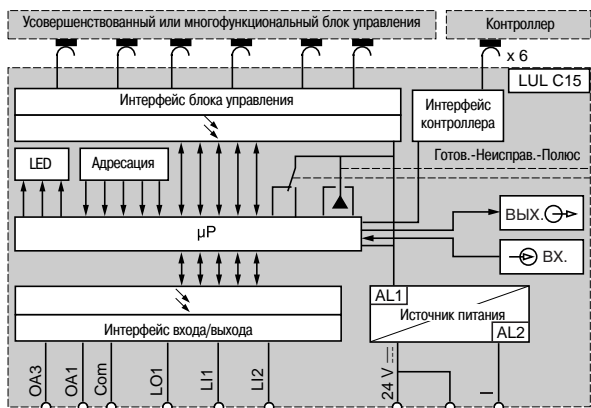 Усовершенствованный или многофункциональный блок управления
Контроллер
x 6
LUL C15
Интерфейс блока управления
Интерфейс
контроллера
Готов.-Неисправ.-Полюс
LED
Адресация
µP
ВЫХ.
ВХ.
AL1
Источник питания
AL2
Интерфейс входа/выхода
OA3
OA1
Com
LO1
LI1
LI2
24 V
I